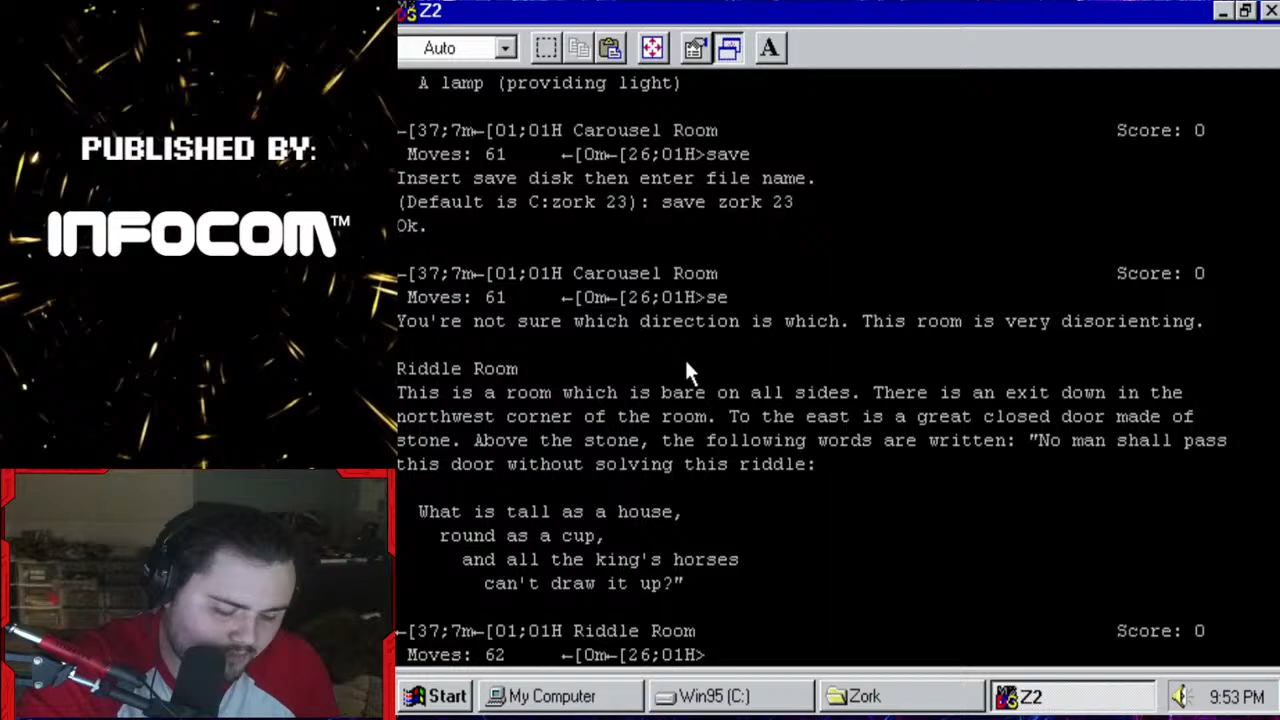 PUBLISHED BY:
INFOCOM™
Z2
Auto
A
A lamp (providing light)
←[37;7m←[01;01H Carousel Room Score: 0
Moves: 61 ←[0m←[26;01H>save
Insert save disk then enter file name.
(Default is C:zork 23): save zork 23
Ok.
←[37;7m←[01;01H Carousel Room Score: 0
Moves: 61 ←[0m←[26;01H>se
You're not sure which direction is which. This room is very disorienting.
Riddle Room
This is a room which is bare on all sides. There is an exit down in the
northwest corner of the room. To the east is a great closed door made of
stone. Above the stone, the following words are written: "No man shall pass
this door without solving this riddle:
What is tall as a house,
round as a cup,
and all the king's horses
can't draw it up?"
←[37;7m←[01;01H Riddle Room Score: 0
Moves: 62 ←[0m←[26;01H>
Start
My Computer
Win95 (C:)
Zork
Z2
9:53 PM